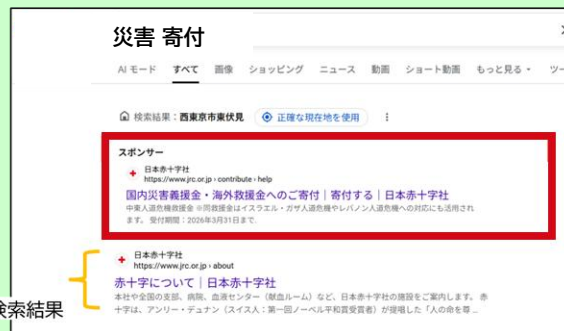 災害 寄付
AI モード すべて 画像 ショッピング ニュース 動画 ショート動画 もっと見る ツー
検索結果：西東京市東伏見 正確な現在地を使用
スポンサー
日本赤十字社
https://www.jrc.or.jp › contribute › help
国内災害義援金・海外救援金へのご寄付｜寄付する｜日本赤十字社
中東人道危機救援金 ※同救援金はイスラエル・ガザ人道危機やレバノン人道危機への対応にも活用され
ます。 受付期間：2026年3月31日まで.
日本赤十字社
https://www.jrc.or.jp › about
赤十字について｜日本赤十字社
本社や全国の支部、病院、血液センター（献血ルーム）など、日本赤十字社の施設をご案内します。 赤
十字は、アンリー・デュナン（スイス人：第一回ノーベル平和賞受賞者）が提唱した「人の命を尊 ...
検索結果